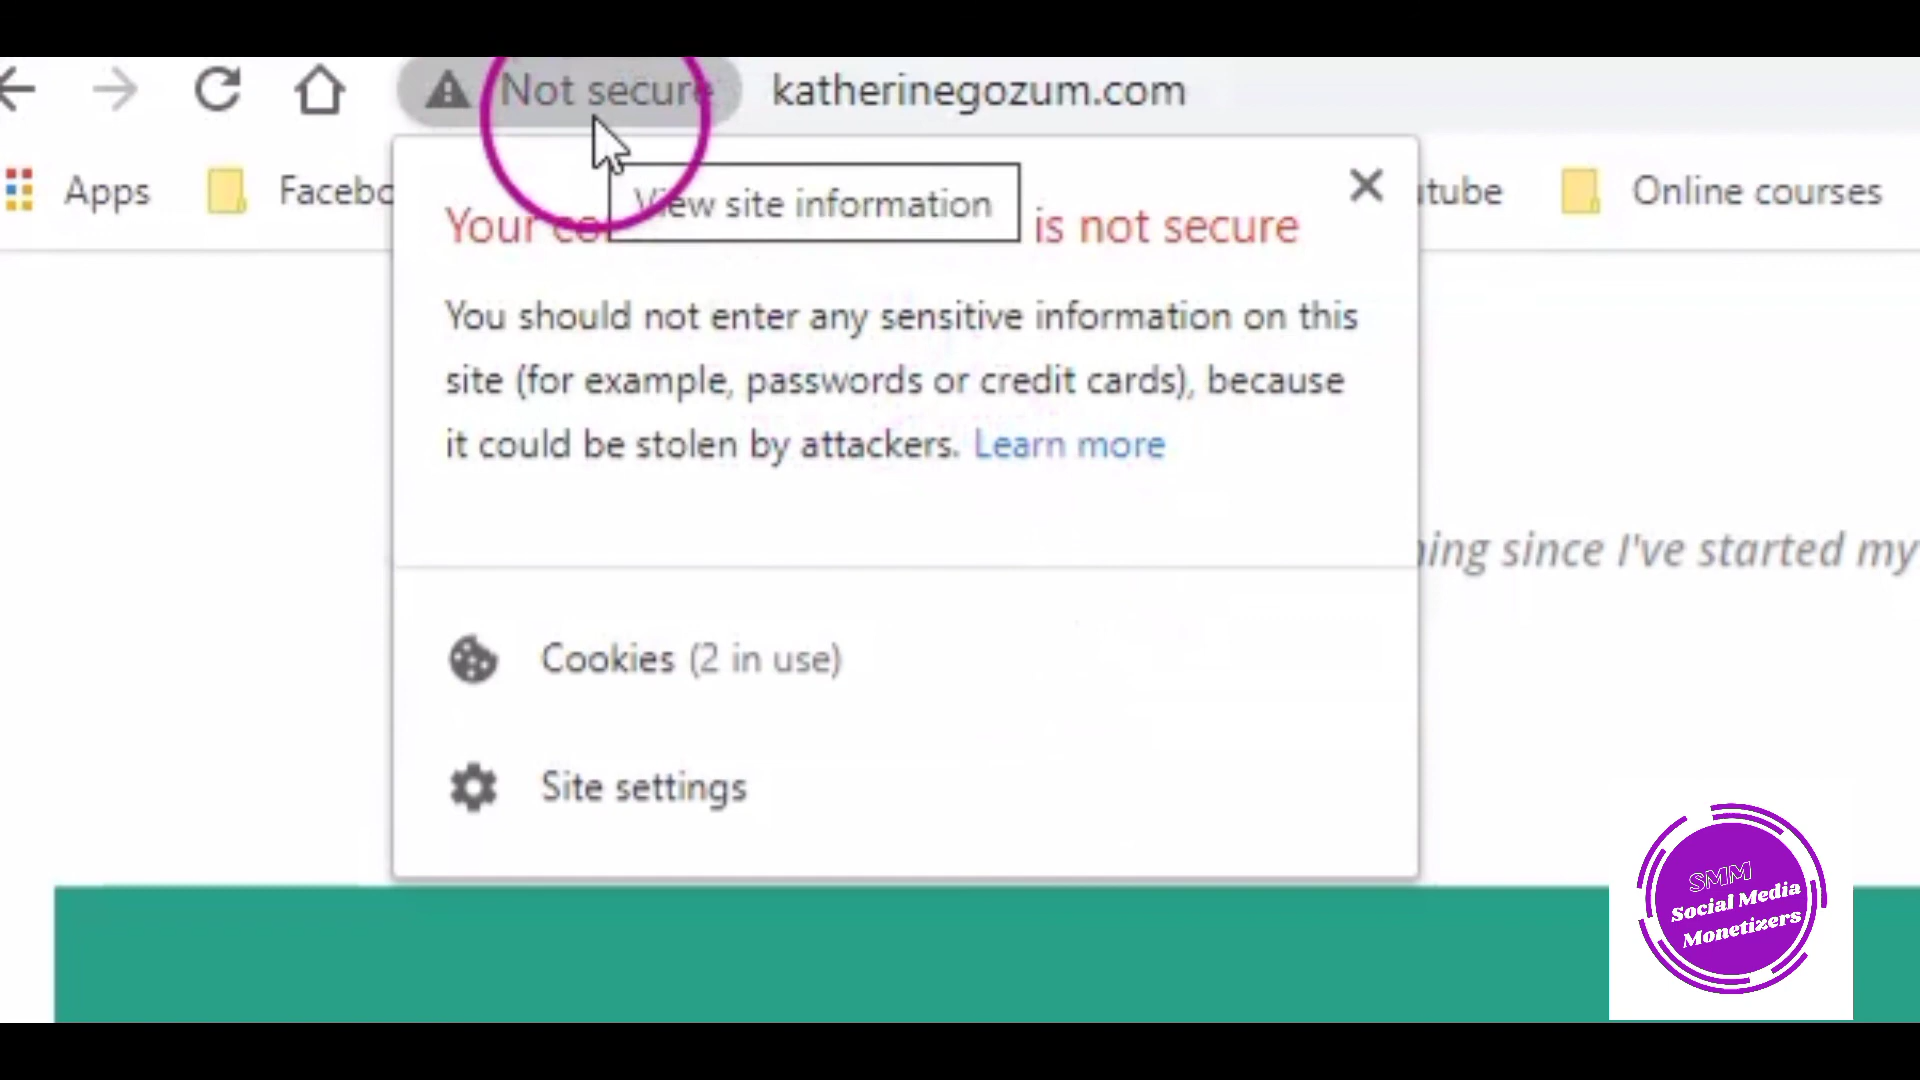 Not secure katherinegozum.com
Apps Facebo utube Online courses
View site information
Your co is not secure
You should not enter any sensitive information on this
site (for example, passwords or credit cards), because
it could be stolen by attackers. Learn more
ing since I've started my
Cookies (2 in use)
Site settings
SMM
Social Media
Monetizers